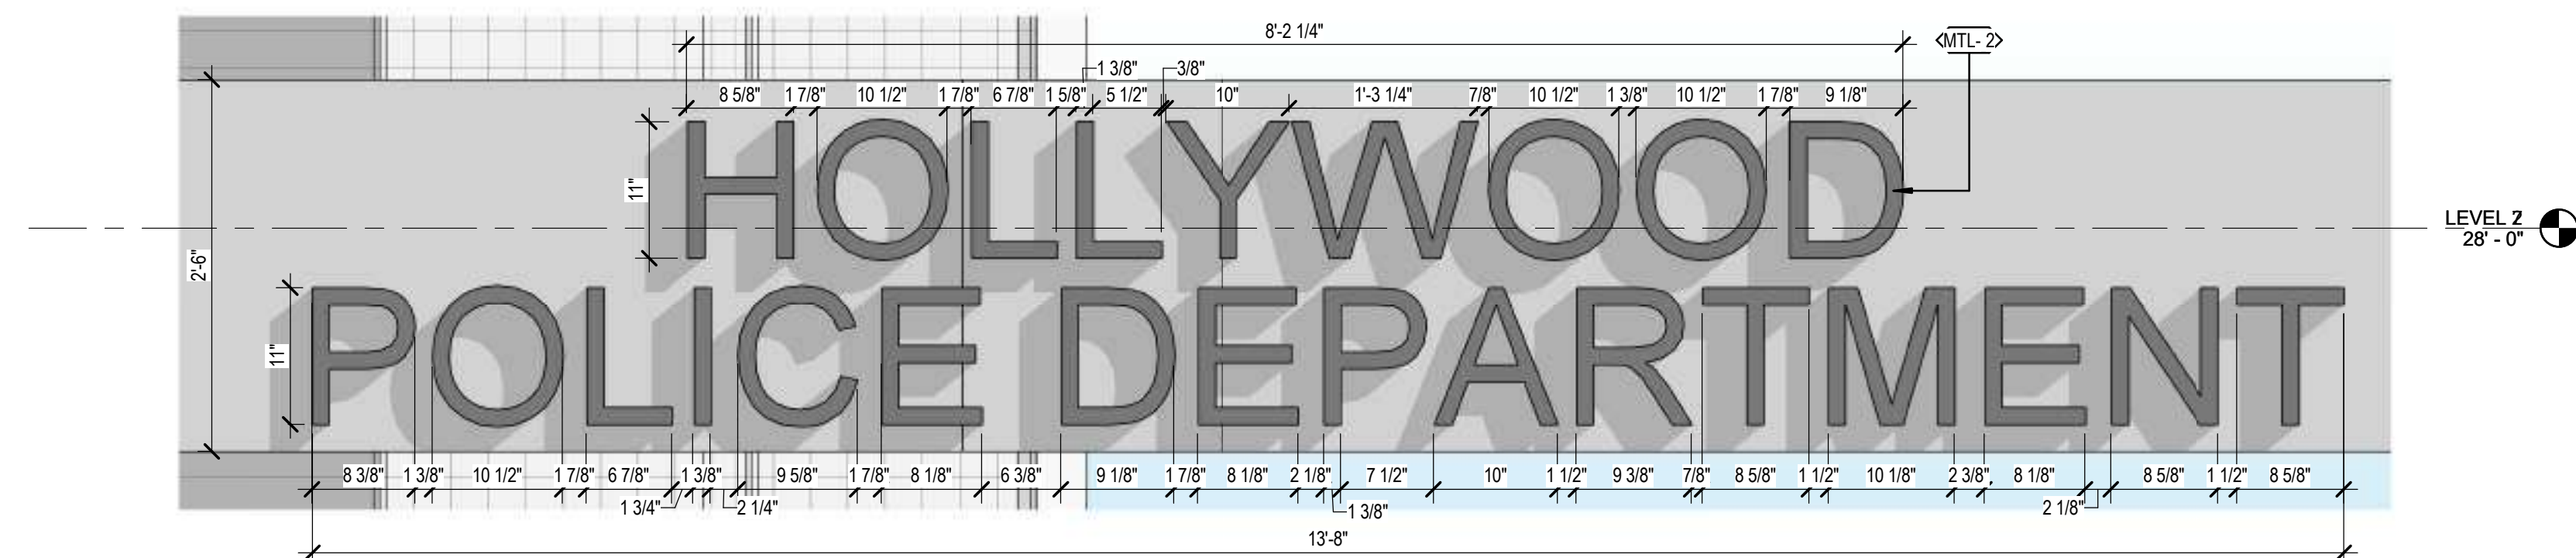 8'-2 1/4"
<MTL- 2>
1 3/8" 3/8"
8 5/8" 1 7/8" 10 1/2" 1 7/8" 6 7/8" 1 5/8" 5 1/2" 10" 1'-3 1/4" 7/8" 10 1/2" 1 3/8" 10 1/2" 1 7/8" 9 1/8"
11" HOLLYWOOD
LEVEL 2
28' - 0"
2'-6"
11" POLICE DEPARTMENT
8 3/8" 1 3/8" 10 1/2" 1 7/8" 6 7/8" 1 3/8" 9 5/8" 1 7/8" 8 1/8" 6 3/8" 9 1/8" 1 7/8" 8 1/8" 2 1/8" 7 1/2" 10" 1 1/2" 9 3/8" 7/8" 8 5/8" 1 1/2" 10 1/8" 2 3/8" 8 1/8" 8 5/8" 1 1/2" 8 5/8"
1 3/4" 2 1/4" 1 3/8" 2 1/8"
13'-8"